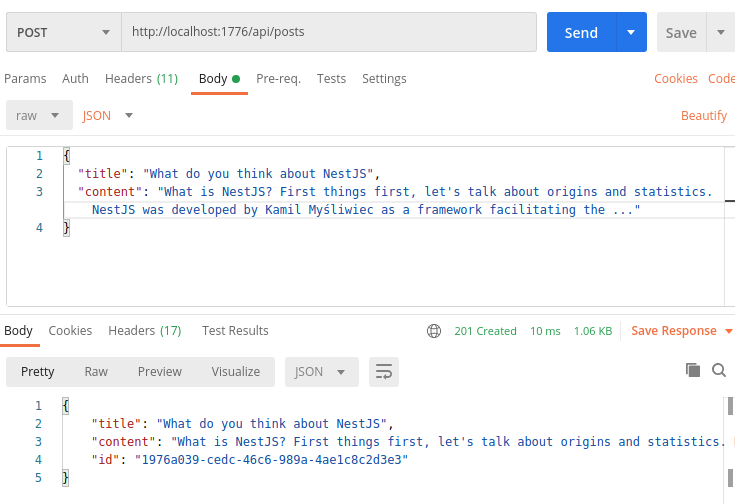 POST http://localhost:1776/api/posts Send Save
Params Auth Headers (11) Body Pre-req. Tests Settings Cookies Code
raw JSON Beautify
1 {
2 "title": "What do you think about NestJS",
3 "content": "What is NestJS? First things first, let's talk about origins and statistics.
NestJS was developed by Kamil Myśliwiec as a framework facilitating the ..."
4 }
Body Cookies Headers (17) Test Results 201 Created 10 ms 1.06 KB Save Response
Pretty Raw Preview Visualize JSON
1 {
2 "title": "What do you think about NestJS",
3 "content": "What is NestJS? First things first, let's talk about origins and statistics.
4 "id": "1976a039-cedc-46c6-989a-4ae1c8c2d3e3"
5 }